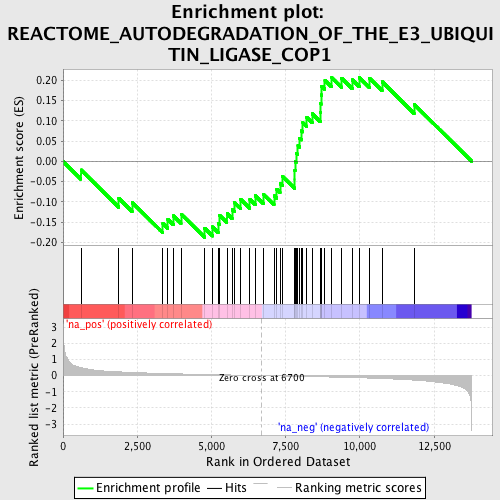 Enrichment plot:
REACTOME_AUTODEGRADATION_OF_THE_E3_UBIQUI
TIN_LIGASE_COP1
Enrichment score (ES)
0.20
0.15
0.10
0.05
0.00
-0.05
-0.10
-0.15
-0.20
'na_pos' (positively correlated)
Ranked list metric (PreRanked)
3
2
1
0
-1
-2
-3
Zero cross at 6700
'na_neg' (negatively correlated)
0
2,500
5,000
7,500
10,000
12,500
Rank in Ordered Dataset
Enrichment profile
Hits
Ranking metric scores